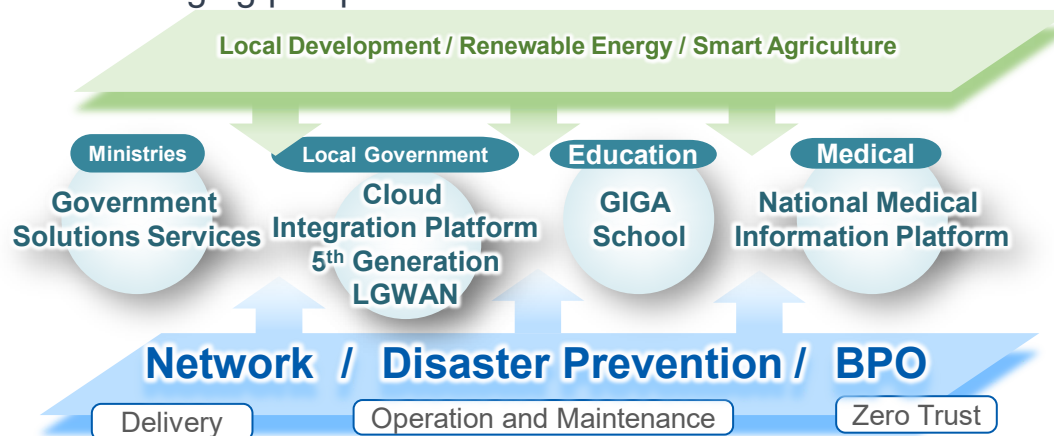 Local Development / Renewable Energy / Smart Agriculture
Ministries
Government
Solutions Services
Local Government
Cloud
Integration Platform
5th Generation
LGWAN
Education
GIGA
School
Medical
National Medical
Information Platform
Network / Disaster Prevention / BPO
Delivery
Operation and Maintenance
Zero Trust